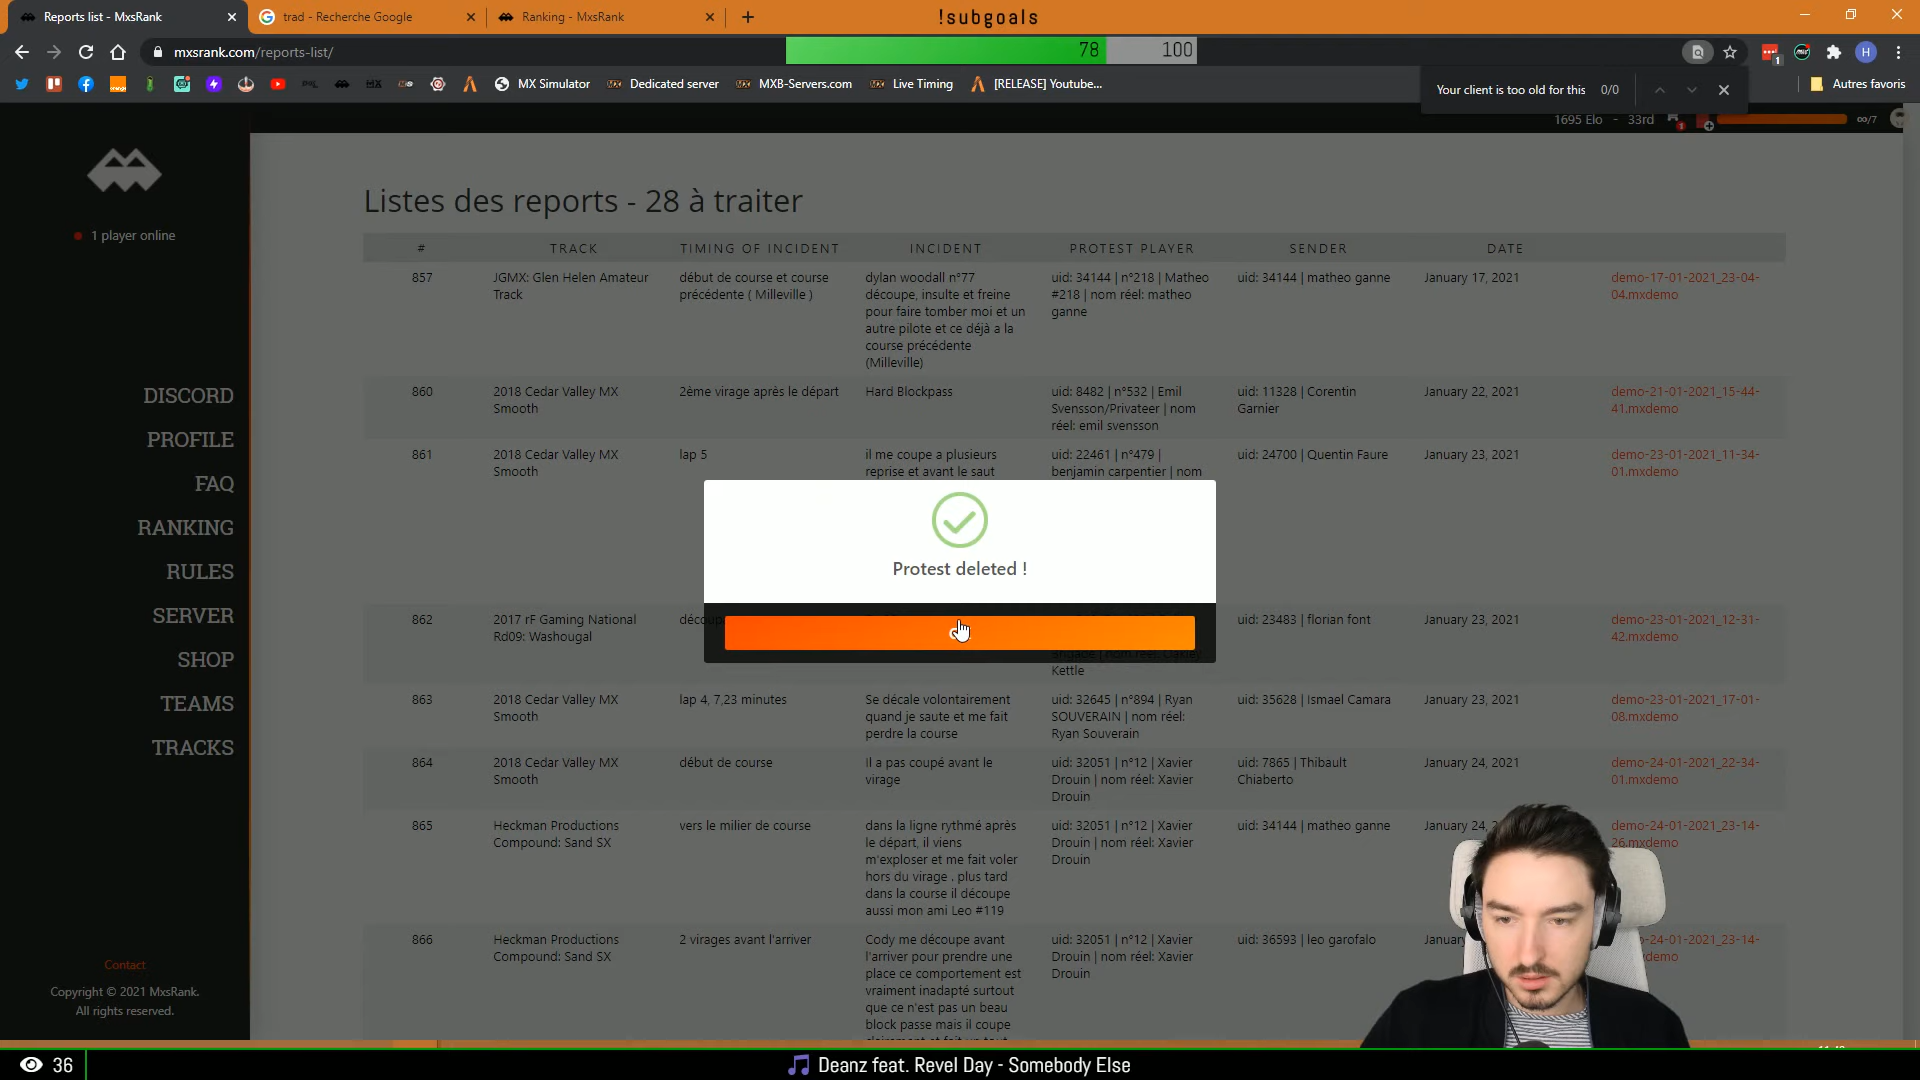 Reports list - MxsRank
trad - Recherche Google
Ranking - MxsRank
!subgoals
mxsrank.com/reports-list/
78
100
MX Simulator
Dedicated server
MXB-Servers.com
Live Timing
[RELEASE] Youtube...
Autres favoris
Your client is too old for this 0/0
1695 Elo - 33rd
∞/7
1 player online
DISCORD
PROFILE
FAQ
RANKING
RULES
SERVER
SHOP
TEAMS
TRACKS
Contact
Copyright © 2021 MxsRank.
All rights reserved.
Listes des reports - 28 à traiter
# TRACK TIMING OF INCIDENT INCIDENT PROTEST PLAYER SENDER DATE
857
JGMX: Glen Helen Amateur
Track
début de course et course
précédente ( Milleville )
dylan woodall n°77
découpe, insulte et freine
pour faire tomber moi et un
autre pilote et ce déjà a la
course précédente
(Milleville)
uid: 34144 | n°218 | Matheo
#218 | nom réel: matheo
ganne
uid: 34144 | matheo ganne
January 17, 2021
demo-17-01-2021_23-04-
04.mxdemo
860
2018 Cedar Valley MX
Smooth
2ème virage après le départ
Hard Blockpass
uid: 8482 | n°532 | Emil
Svensson/Privateer | nom
réel: emil svensson
uid: 11328 | Corentin
Garnier
January 22, 2021
demo-21-01-2021_15-44-
41.mxdemo
861
2018 Cedar Valley MX
Smooth
lap 5
il me coupe a plusieurs
reprise et avant le saut
uid: 22461 | n°479 |
benjamin carpentier | nom
uid: 24700 | Quentin Faure
January 23, 2021
demo-23-01-2021_11-34-
01.mxdemo
Protest deleted !
862
2017 rF Gaming National
Rd09: Washougal
Kettle
uid: 23483 | florian font
January 23, 2021
demo-23-01-2021_12-31-
42.mxdemo
863
2018 Cedar Valley MX
Smooth
lap 4, 7,23 minutes
Se décale volontairement
quand je saute et me fait
perdre la course
uid: 32645 | n°894 | Ryan
SOUVERAIN | nom réel:
Ryan Souverain
uid: 35628 | Ismael Camara
January 23, 2021
demo-23-01-2021_17-01-
08.mxdemo
864
2018 Cedar Valley MX
Smooth
début de course
Il a pas coupé avant le
virage
uid: 32051 | n°12 | Xavier
Drouin | nom réel: Xavier
Drouin
uid: 7865 | Thibault
Chiaberto
January 24, 2021
demo-24-01-2021_22-34-
01.mxdemo
865
Heckman Productions
Compound: Sand SX
vers le milier de course
dans la ligne rythmé après
le départ, il viens
m'exploser et me fait voler
hors du virage . plus tard
dans la course il découpe
aussi mon ami Leo #119
uid: 32051 | n°12 | Xavier
Drouin | nom réel: Xavier
Drouin
uid: 34144 | matheo ganne
January 24,
demo-24-01-2021_23-14-
26.mxdemo
866
Heckman Productions
Compound: Sand SX
2 virages avant l'arriver
Cody me découpe avant
l'arriver pour prendre une
place ce comportement est
vraiment inadapté surtout
que ce n'est pas un beau
block passe mais il coupe
uid: 32051 | n°12 | Xavier
Drouin | nom réel: Xavier
Drouin
uid: 36593 | leo garofalo
-24-01-2021_23-14-
36
Deanz feat. Revel Day - Somebody Else